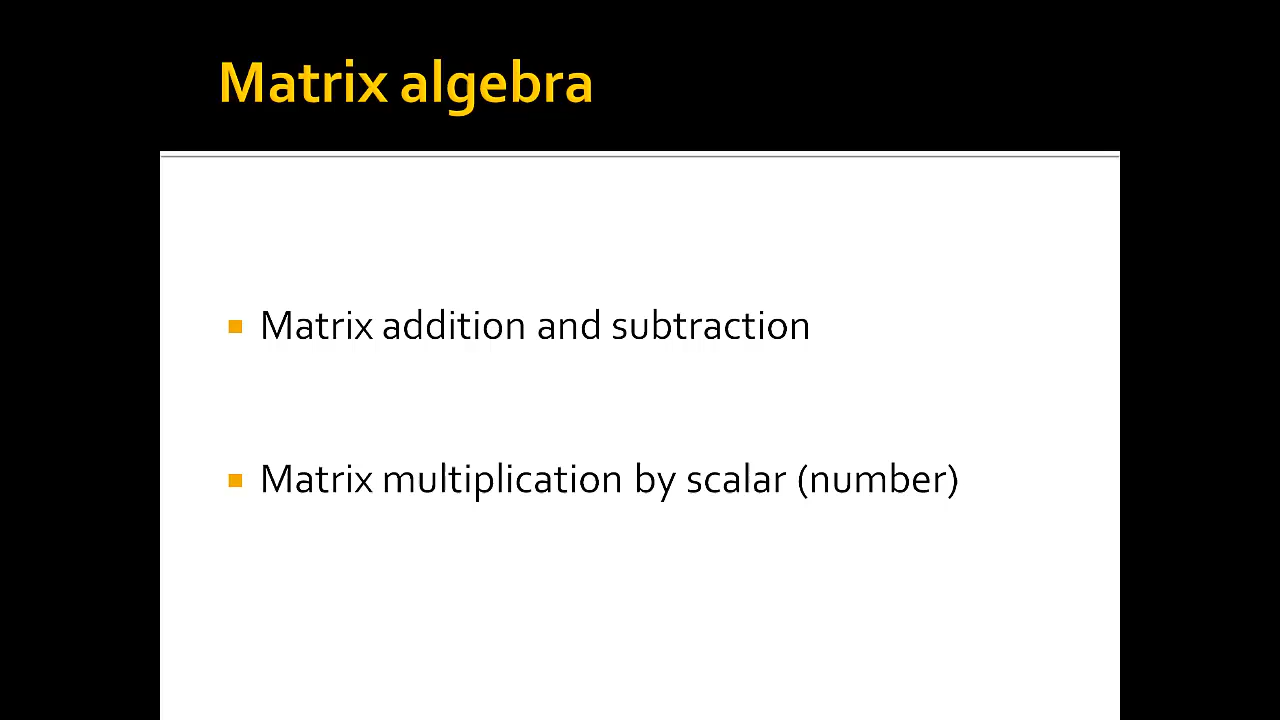 Matrix algebra
Matrix addition and subtraction
Matrix multiplication by scalar (number)